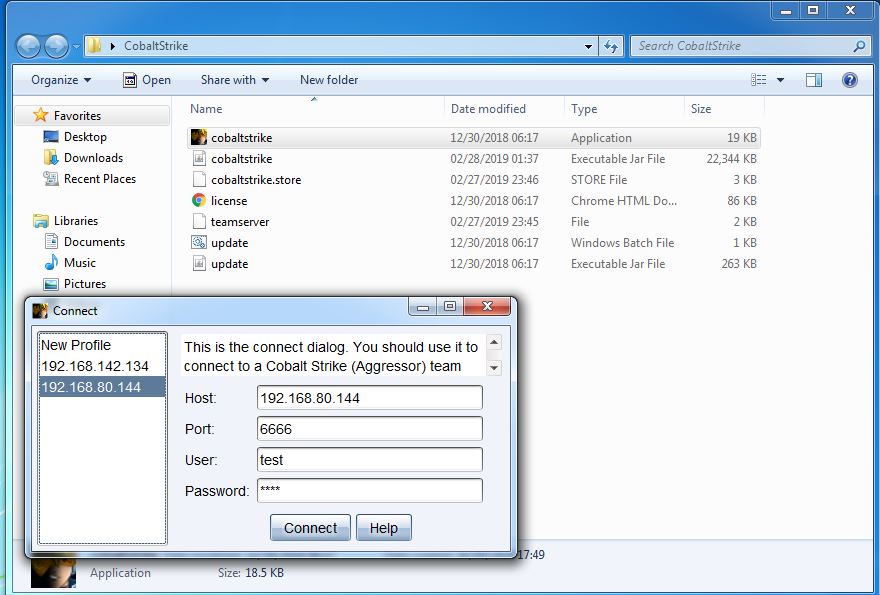 CobaltStrike
Search CobaltStrike
Organize Open Share with New folder
Name Date modified Type Size
Favorites
Desktop
Downloads
Recent Places
Libraries
Documents
Music
Pictures
cobaltstrike 12/30/2018 06:17 Application 19 KB
cobaltstrike 02/28/2019 01:37 Executable Jar File 22,344 KB
cobaltstrike.store 02/27/2019 23:46 STORE File 3 KB
license 12/30/2018 06:17 Chrome HTML Do... 86 KB
teamserver 02/27/2019 23:45 File 2 KB
update 12/30/2018 06:17 Windows Batch File 1 KB
update 12/30/2018 06:17 Executable Jar File 263 KB
Connect
New Profile
192.168.142.134
192.168.80.144
This is the connect dialog. You should use it to
connect to a Cobalt Strike (Aggressor) team
Host: 192.168.80.144
Port: 6666
User: test
Password: ****
Connect Help
17:49
Application Size: 18.5 KB